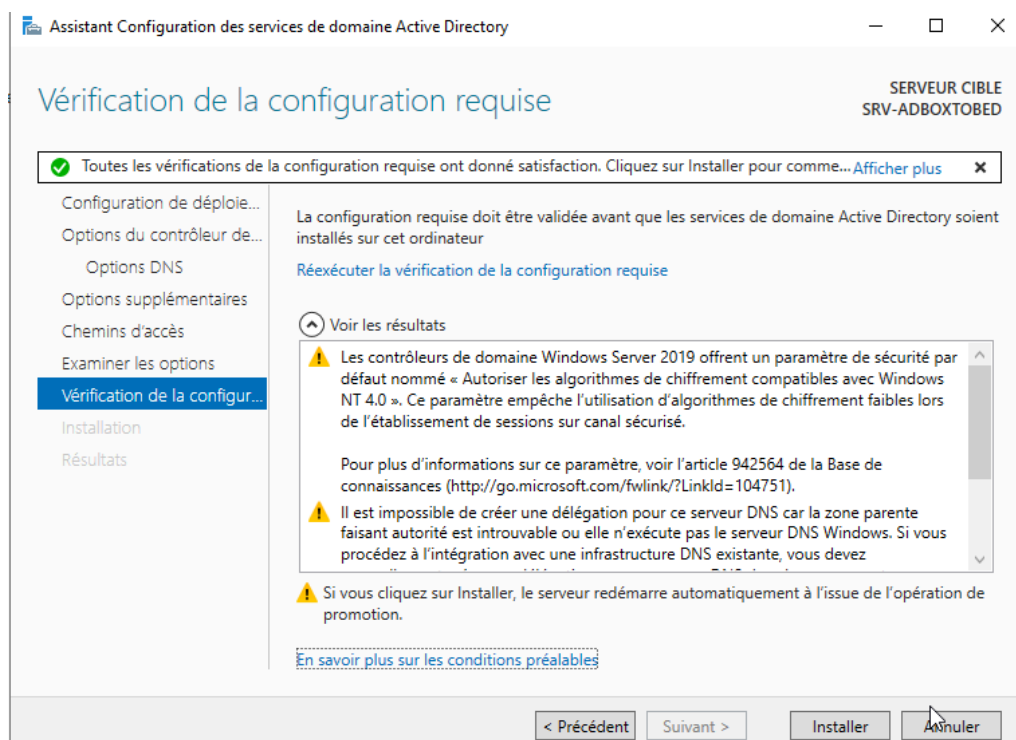 Assistant Configuration des services de domaine Active Directory
Vérification de la configuration requise
SERVEUR CIBLE
SRV-ADBOXTOBED
Toutes les vérifications de la configuration requise ont donné satisfaction. Cliquez sur Installer pour comme... Afficher plus
Configuration de déploie...
Options du contrôleur de...
Options DNS
Options supplémentaires
Chemins d'accès
Examiner les options
Vérification de la configur...
Installation
Résultats
La configuration requise doit être validée avant que les services de domaine Active Directory soient
installés sur cet ordinateur
Réexécuter la vérification de la configuration requise
Voir les résultats
Les contrôleurs de domaine Windows Server 2019 offrent un paramètre de sécurité par
défaut nommé « Autoriser les algorithmes de chiffrement compatibles avec Windows
NT 4.0 ». Ce paramètre empêche l'utilisation d'algorithmes de chiffrement faibles lors
de l'établissement de sessions sur canal sécurisé.
Pour plus d'informations sur ce paramètre, voir l'article 942564 de la Base de
connaissances (http://go.microsoft.com/fwlink/?LinkId=104751).
Il est impossible de créer une délégation pour ce serveur DNS car la zone parente
faisant autorité est introuvable ou elle n'exécute pas le serveur DNS Windows. Si vous
procédez à l'intégration avec une infrastructure DNS existante, vous devez
Si vous cliquez sur Installer, le serveur redémarre automatiquement à l'issue de l'opération de
promotion.
En savoir plus sur les conditions préalables
< Précédent
Suivant >
Installer
Annuler